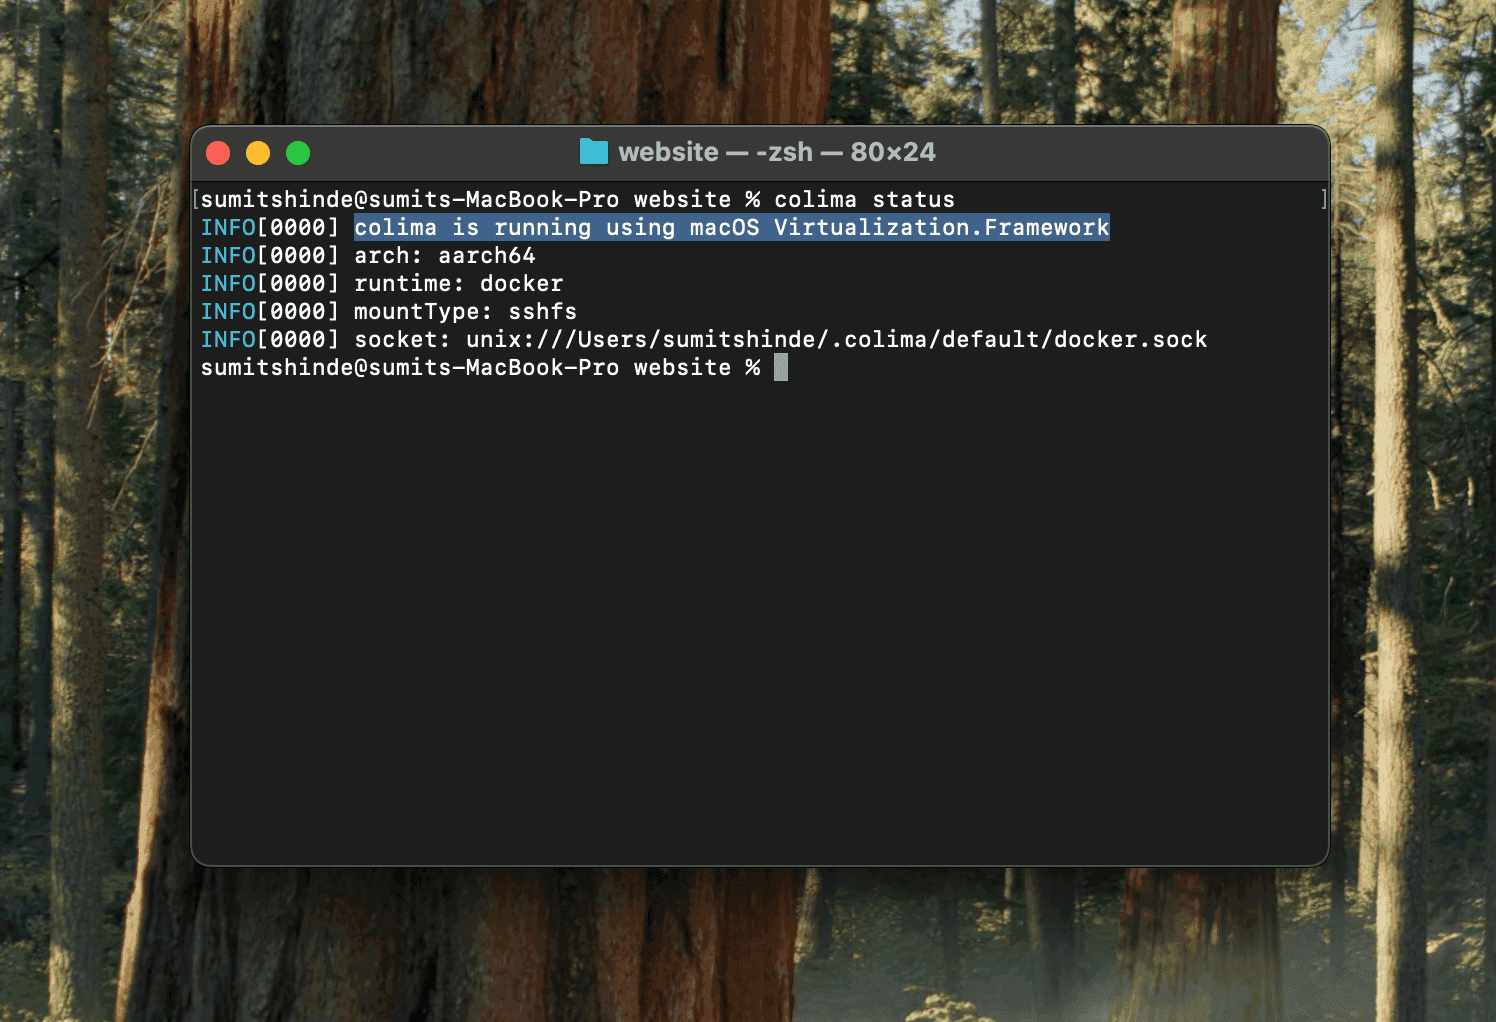 website — -zsh — 80×24
[sumitshinde@sumits-MacBook-Pro website % colima status ]
INFO[0000] colima is running using macOS Virtualization.Framework
INFO[0000] arch: aarch64
INFO[0000] runtime: docker
INFO[0000] mountType: sshfs
INFO[0000] socket: unix:///Users/sumitshinde/.colima/default/docker.sock
sumitshinde@sumits-MacBook-Pro website %